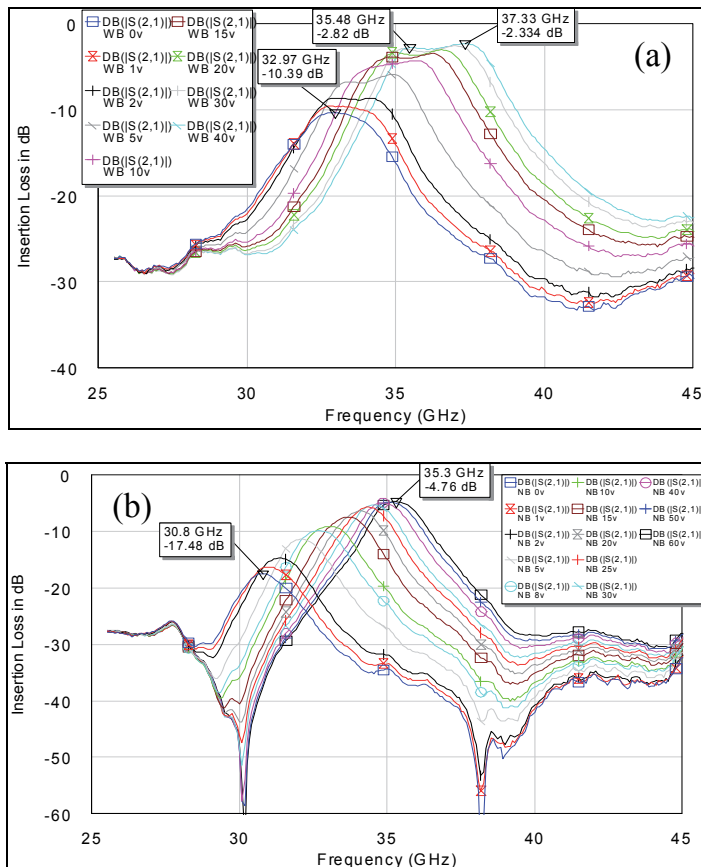 (a)
35.48 GHz
-2.82 dB
37.33 GHz
-2.334 dB
32.97 GHz
-10.39 dB
DB(|S(2,1)|)
WB 0v
DB(|S(2,1)|)
WB 15v
DB(|S(2,1)|)
WB 1v
DB(|S(2,1)|)
WB 20v
DB(|S(2,1)|)
WB 2v
DB(|S(2,1)|)
WB 30v
DB(|S(2,1)|)
WB 5v
DB(|S(2,1)|)
WB 40v
DB(|S(2,1)|)
WB 10v
Insertion Loss in dB
0
-10
-20
-30
-40
25
30
35
40
45
Frequency (GHz)
(b)
35.3 GHz
-4.76 dB
30.8 GHz
-17.48 dB
DB(|S(2,1)|)
NB 0v
DB(|S(2,1)|)
NB 10v
DB(|S(2,1)|)
NB 40v
DB(|S(2,1)|)
NB 1v
DB(|S(2,1)|)
NB 15v
DB(|S(2,1)|)
NB 50v
DB(|S(2,1)|)
NB 2v
DB(|S(2,1)|)
NB 20v
DB(|S(2,1)|)
NB 60v
DB(|S(2,1)|)
NB 5v
DB(|S(2,1)|)
NB 25v
DB(|S(2,1)|)
NB 8v
DB(|S(2,1)|)
NB 30v
Insertion Loss in dB
0
-10
-20
-30
-40
-50
-60
25
30
35
40
45
Frequency (GHz)